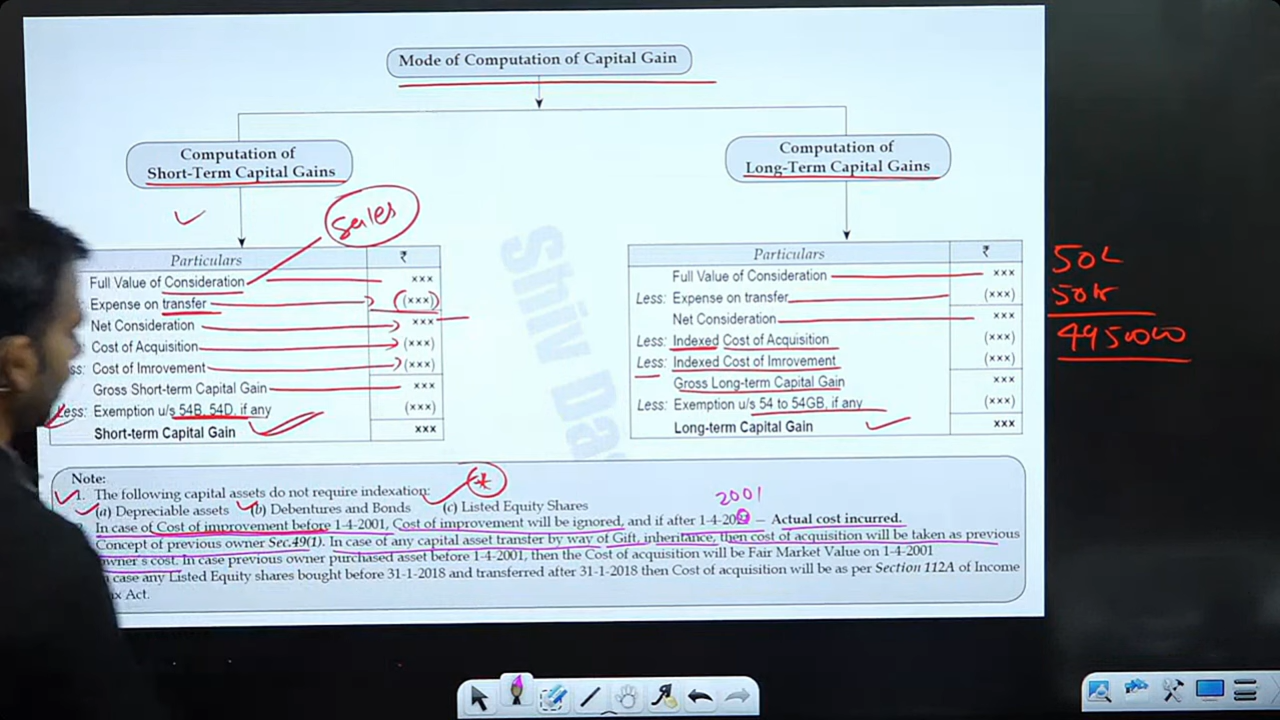 Mode of Computation of Capital Gain
Computation of
Short-Term Capital Gains
Sales
Particulars ₹
Full Value of Consideration xxx
Expense on transfer (xxx)
Net Consideration xxx
Cost of Acquisition (xxx)
ss: Cost of Imrovement (xxx)
Gross Short-term Capital Gain xxx
Less: Exemption u/s 54B, 54D, if any (xxx)
Short-term Capital Gain xxx
Computation of
Long-Term Capital Gains
Particulars ₹
Full Value of Consideration xxx
Less: Expense on transfer (xxx)
Net Consideration xxx
Less: Indexed Cost of Acquisition (xxx)
Less: Indexed Cost of Imrovement (xxx)
Gross Long-term Capital Gain xxx
Less: Exemption u/s 54 to 54GB, if any (xxx)
Long-term Capital Gain xxx
50L
50K
4950000
Shiv Da
Note:
1. The following capital assets do not require indexation:
(a) Depreciable assets (b) Debentures and Bonds (c) Listed Equity Shares
2001
In case of Cost of improvement before 1-4-2001, Cost of improvement will be ignored, and if after 1-4-20 – Actual cost incurred.
Concept of previous owner Sec.49(1). In case of any capital asset transfer by way of Gift, inheritance, then cost of acquisition will be taken as previous
owner's cost. In case previous owner purchased asset before 1-4-2001, then the Cost of acquisition will be Fair Market Value on 1-4-2001
case any Listed Equity shares bought before 31-1-2018 and transferred after 31-1-2018 then Cost of acquisition will be as per Section 112A of Income
Act.